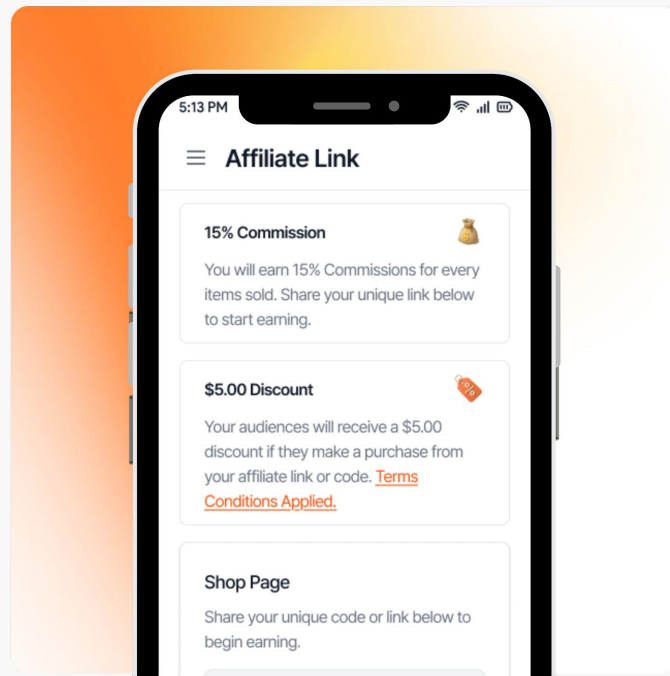 5:13 PM
Affiliate Link
15% Commission
You will earn 15% Commissions for every
items sold. Share your unique link below
to start earning.
$5.00 Discount
Your audiences will receive a $5.00
discount if they make a purchase from
your affiliate link or code. Terms
Conditions Applied.
Shop Page
Share your unique code or link below to
begin earning.